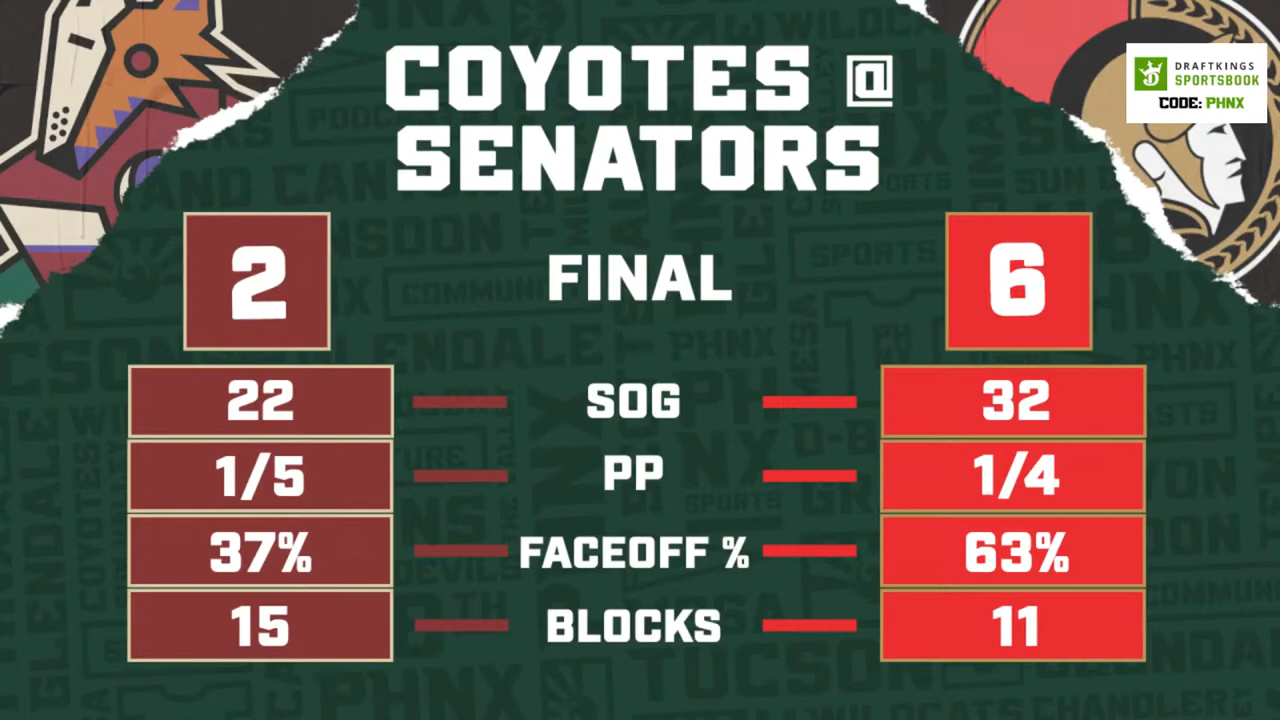 COYOTES @
SENATORS
DRAFTKINGS
SPORTSBOOK
CODE: PHNX
2 FINAL 6
22 SOG 32
1/5 PP 1/4
37% FACEOFF % 63%
15 BLOCKS 11